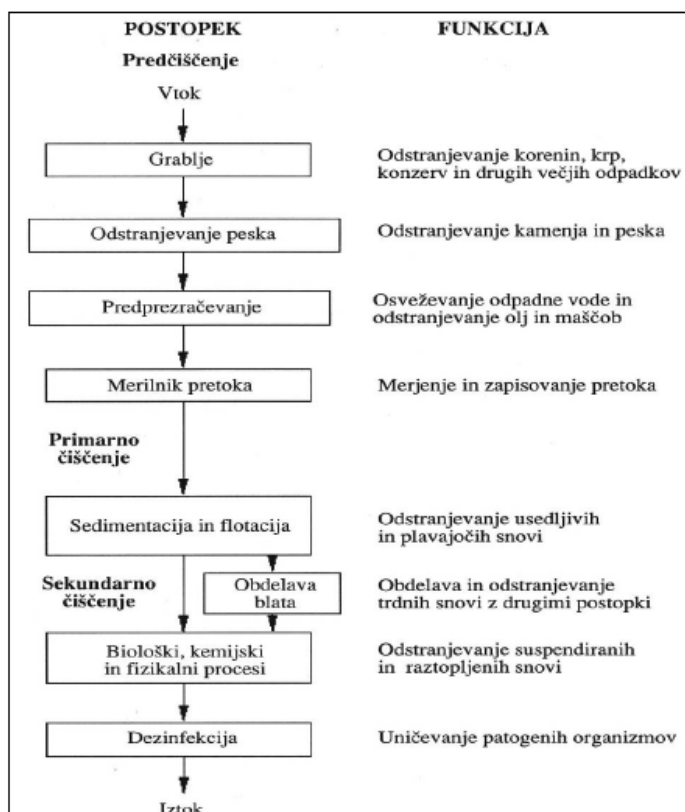 POSTOPEK FUNKCIJA
Predčiščenje
Vtok
Grablje
Odstranjevanje korenin, krp,
konzerv in drugih večjih odpadkov
Odstranjevanje peska
Odstranjevanje kamenja in peska
Predprezračevanje
Osveževanje odpadne vode in
odstranjevanje olj in maščob
Merilnik pretoka
Merjenje in zapisovanje pretoka
Primarno
čiščenje
Sedimentacija in flotacija
Odstranjevanje usedljivih
in plavajočih snovi
Sekundarno
čiščenje
Obdelava
blata
Obdelava in odstranjevanje
trdnih snovi z drugimi postopki
Biološki, kemijski
in fizikalni procesi
Odstranjevanje suspendiranih
in raztopljenih snovi
Dezinfekcija
Uničevanje patogenih organizmov
Iztok